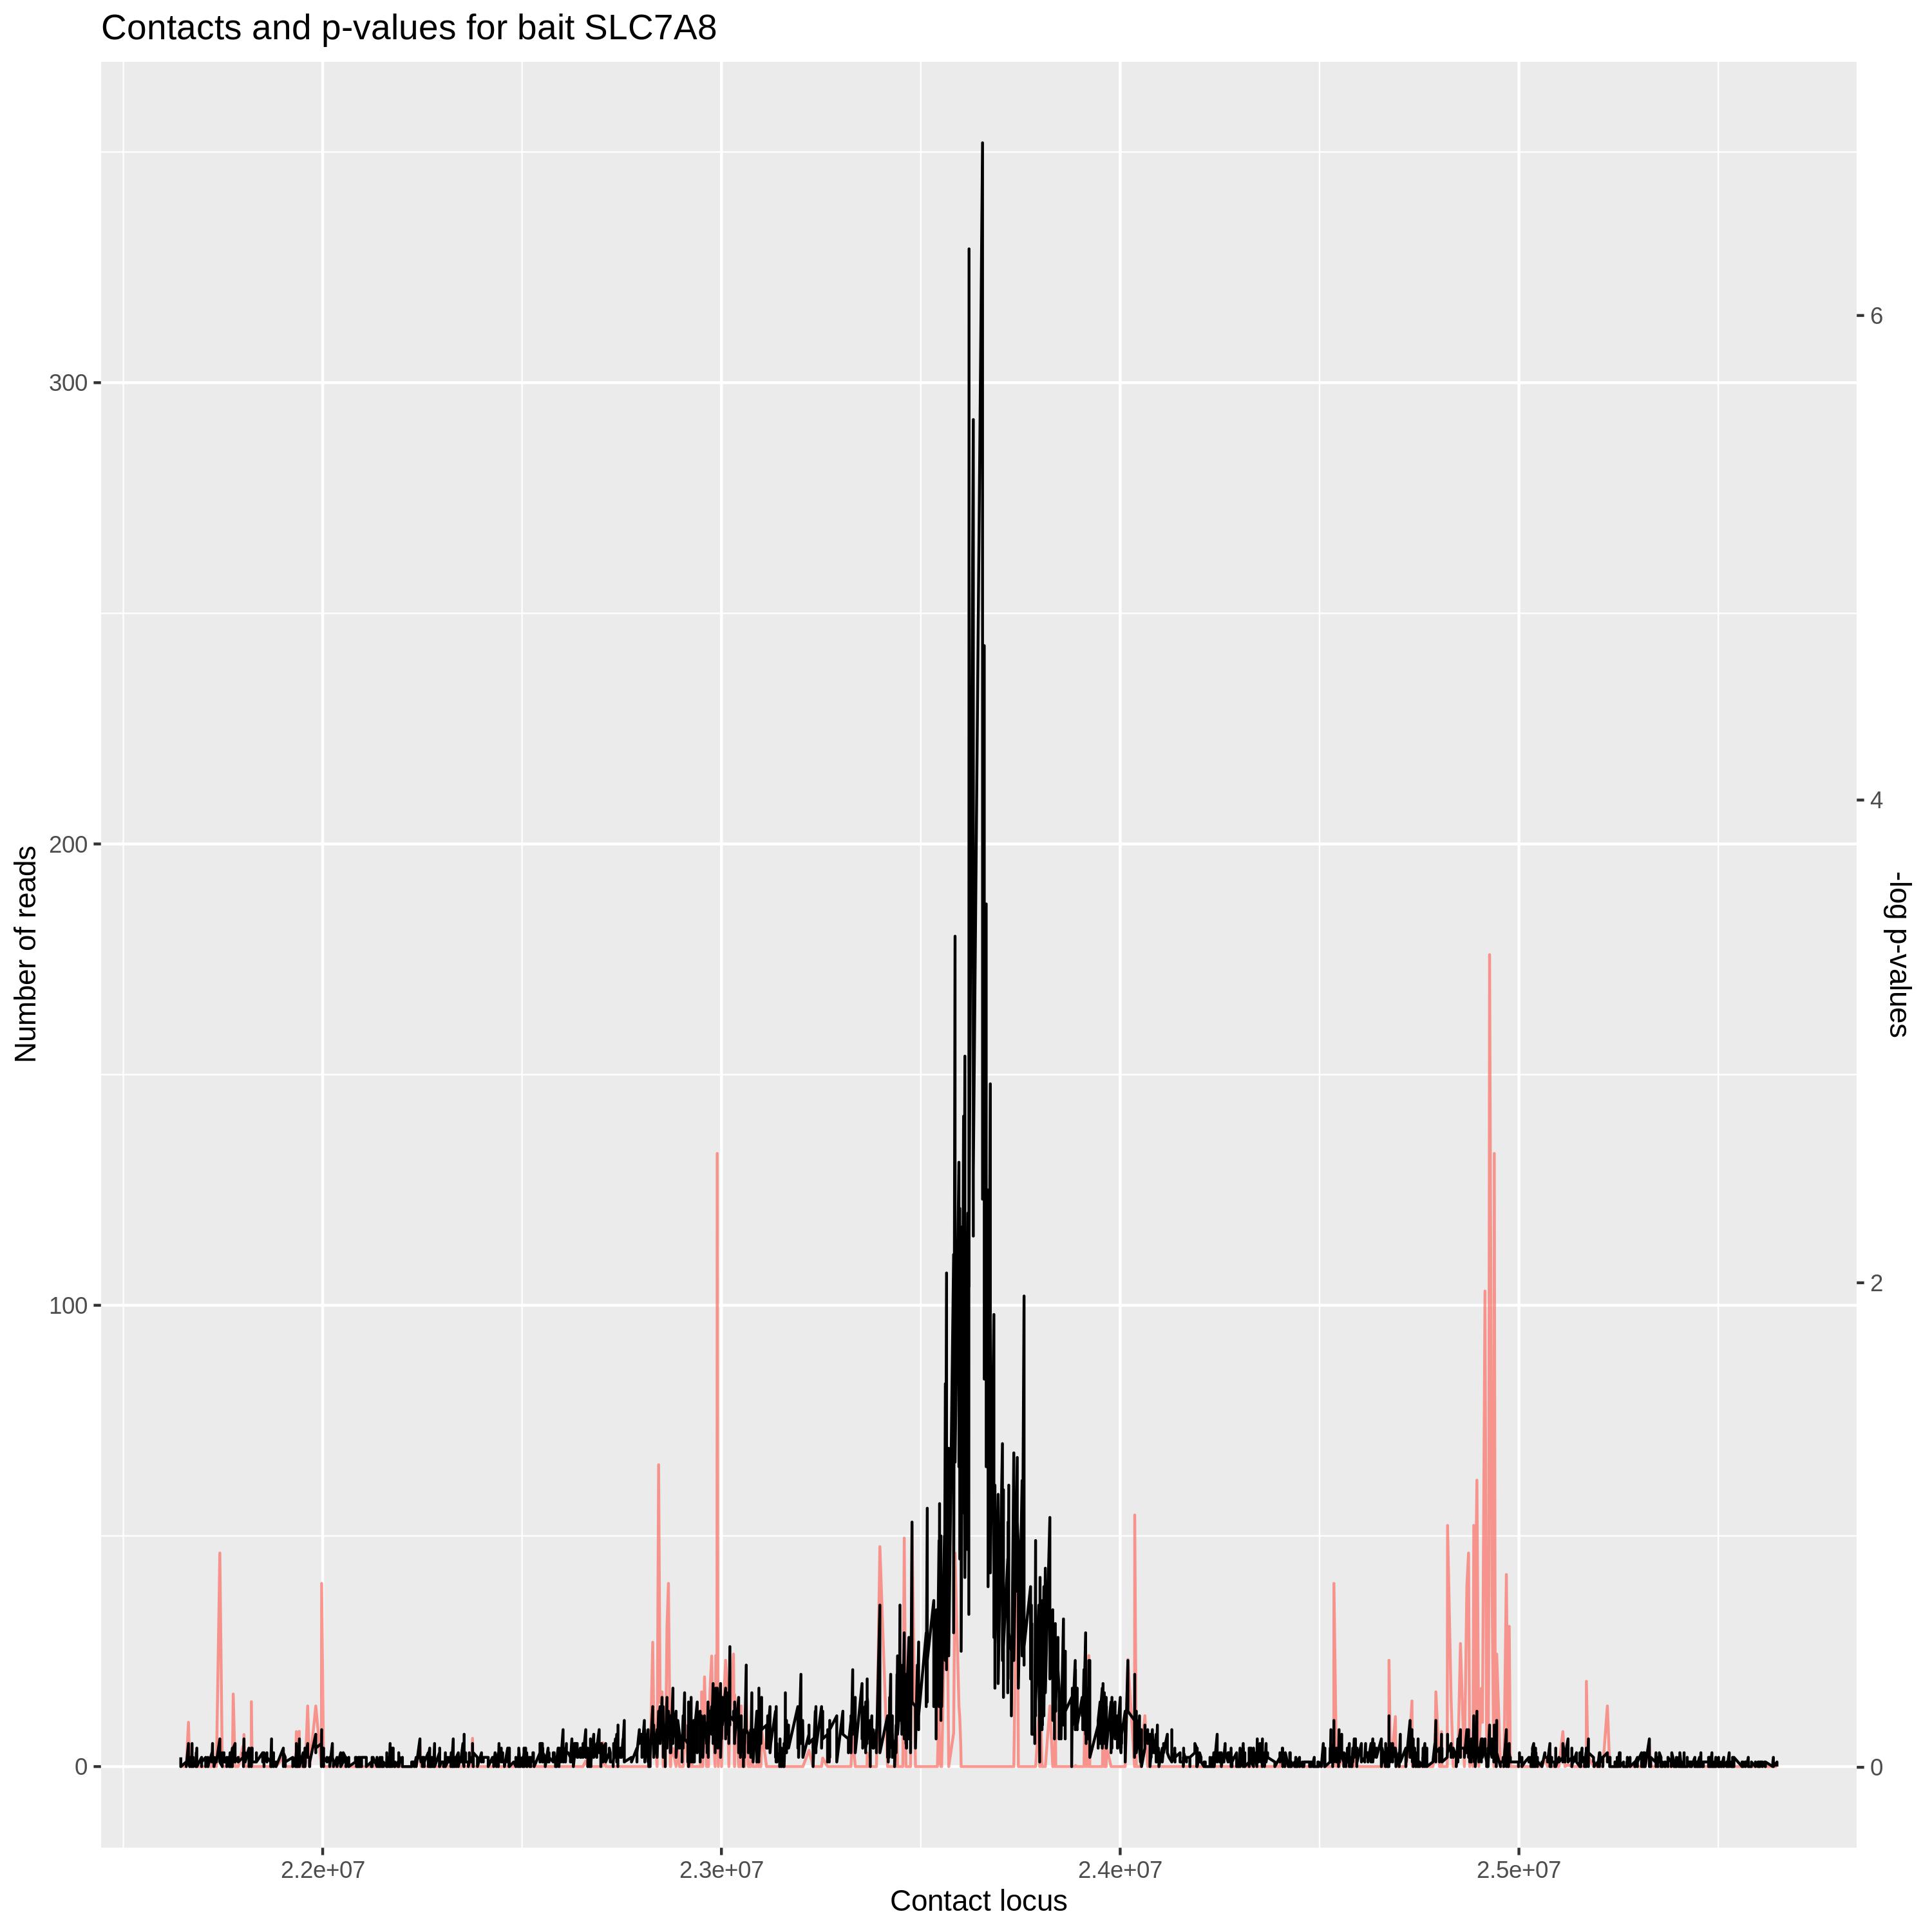 Contacts and p-values for bait SLC7A8
Number of reads
300
200
100
0
6
4
2
0
-log p-values
2.2e+07
2.3e+07
2.4e+07
2.5e+07
Contact locus